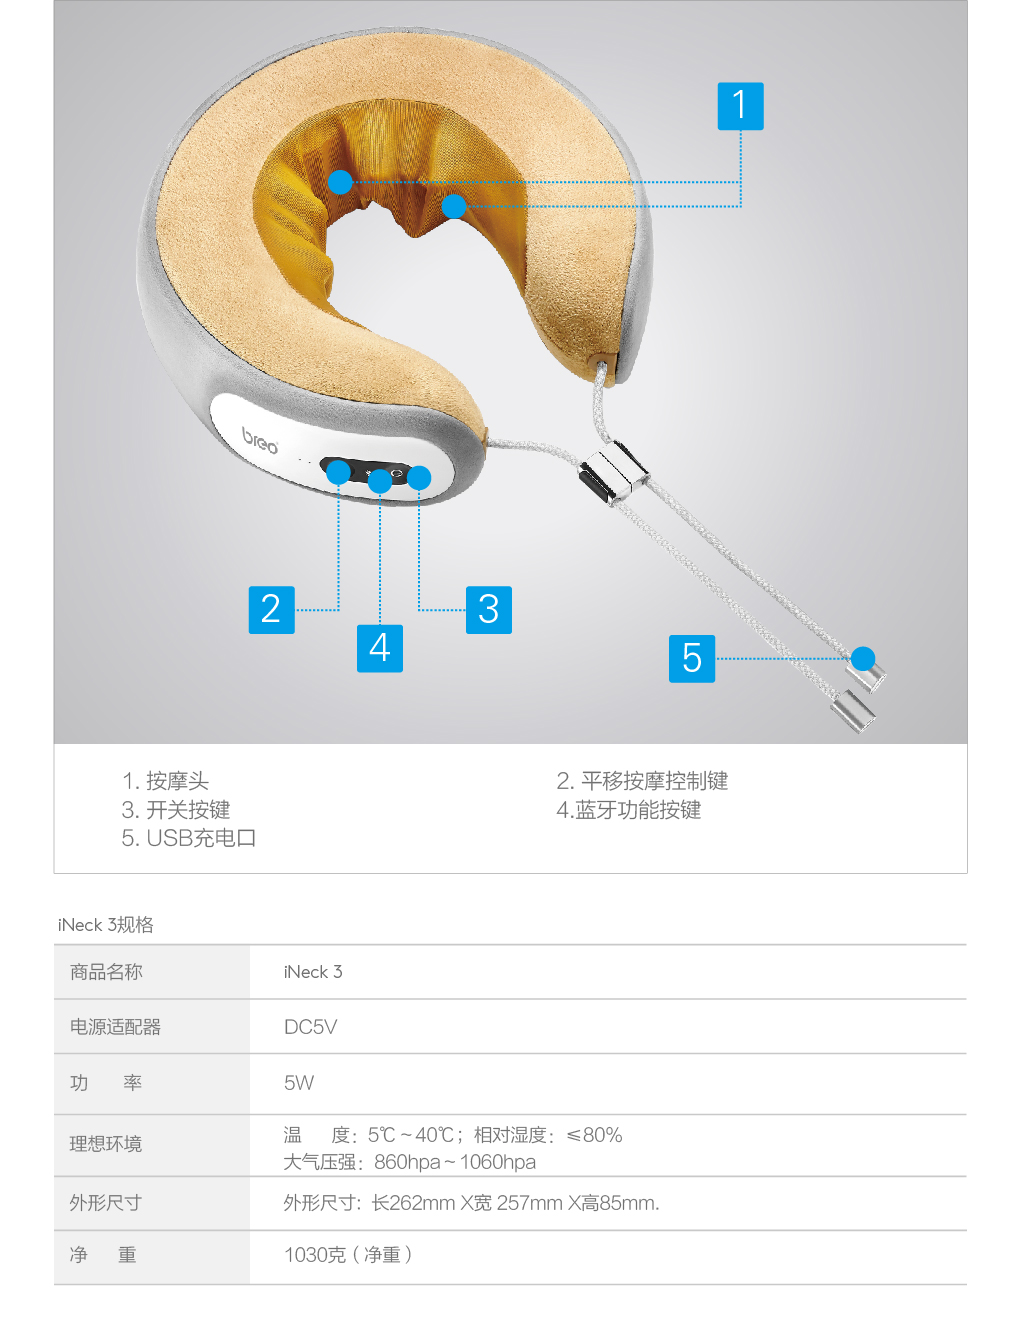 1
breo
2
3
4
5
1. 按摩头
2. 平移按摩控制键
3. 开关按键
4.蓝牙功能按键
5. USB充电口
iNeck 3规格
商品名称 iNeck 3
电源适配器 DC5V
功 率 5W
理想环境 温 度：5℃~40℃；相对湿度：≤80%
大气压强：860hpa~1060hpa
外形尺寸 外形尺寸：长262mm X宽 257mm X高85mm.
净 重 1030克（净重）